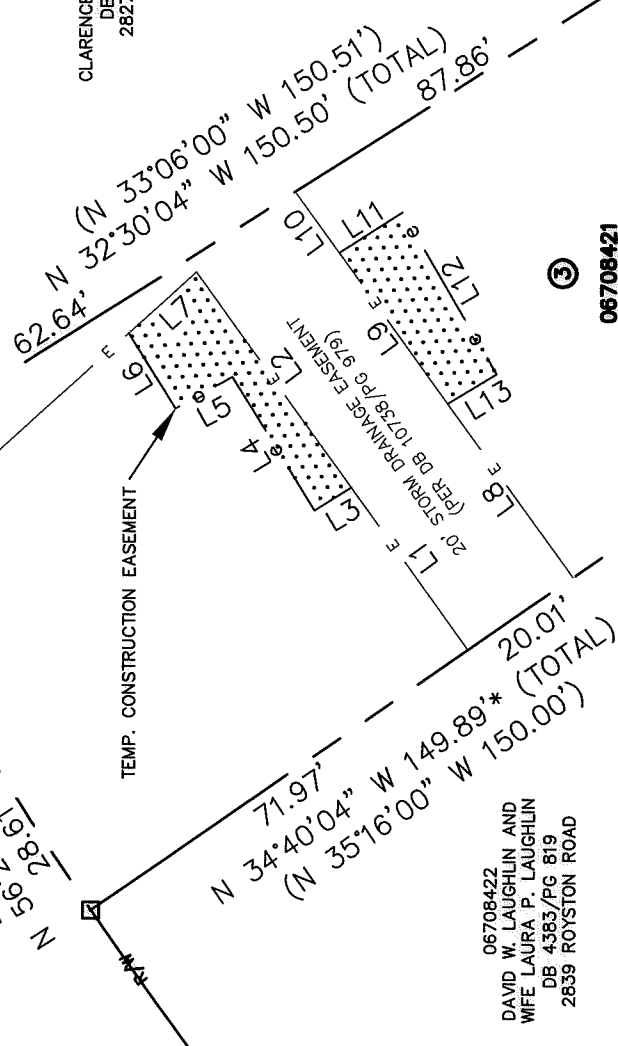 CLARENCE
DE
282
(N 33°06'00" W 150.51')
N 32°30'04" W 150.50' (TOTAL)
62.64'
87.86'
L10
L11
L12
L13
L9
L8
L7
L6
L5
L4
L3
L2
L1
E
E
E
E
E
e
e
e
e
20' STORM DRAINAGE EASEMENT
(PER DB 10738/PG 979)
3
06708421
TEMP. CONSTRUCTION EASEMENT
20.01'
71.97'
N 34°40'04" W 149.89'* (TOTAL)
(N 35°16'00" W 150.00')
N 56°
28.61
R/W
06708422
DAVID W. LAUGHLIN AND
WIFE LAURA P. LAUGHLIN
DB 4383/PG 819
2839 ROYSTON ROAD